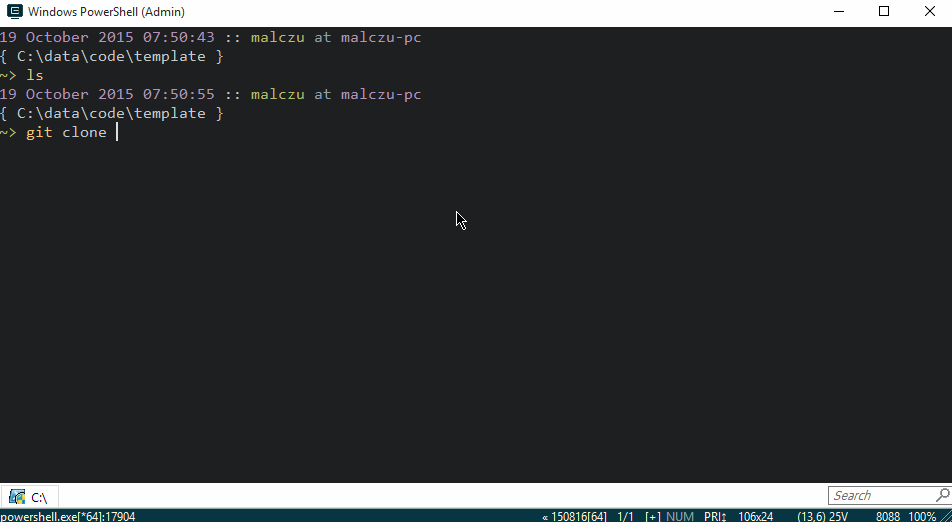 Windows PowerShell (Admin)
19 October 2015 07:50:43 :: malczu at malczu-pc
{ C:\data\code\template }
~> ls
19 October 2015 07:50:55 :: malczu at malczu-pc
{ C:\data\code\template }
~> git clone
C:\ Search
powershell.exe[*64]:17904 « 150816[64] 1/1 [+] NUM PRI↕ 106x24 (13,6) 25V 8088 100%